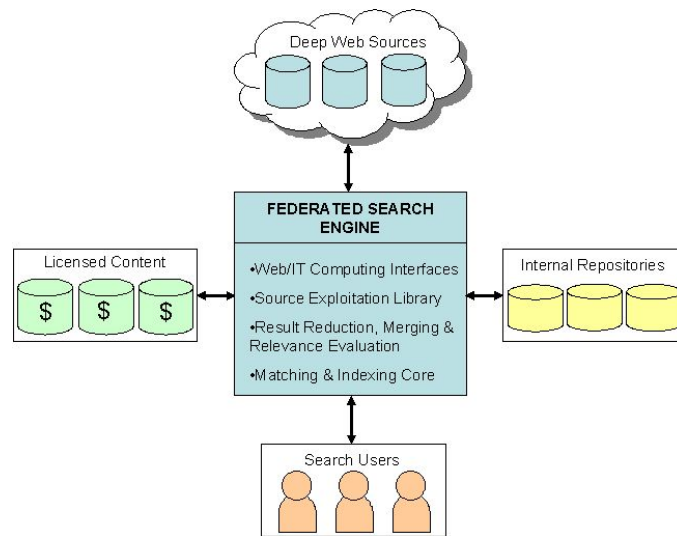 Deep Web Sources
FEDERATED SEARCH
ENGINE
•Web/IT Computing Interfaces
•Source Exploitation Library
•Result Reduction, Merging &
Relevance Evaluation
•Matching & Indexing Core
Licensed Content
$ $ $
Internal Repositories
Search Users